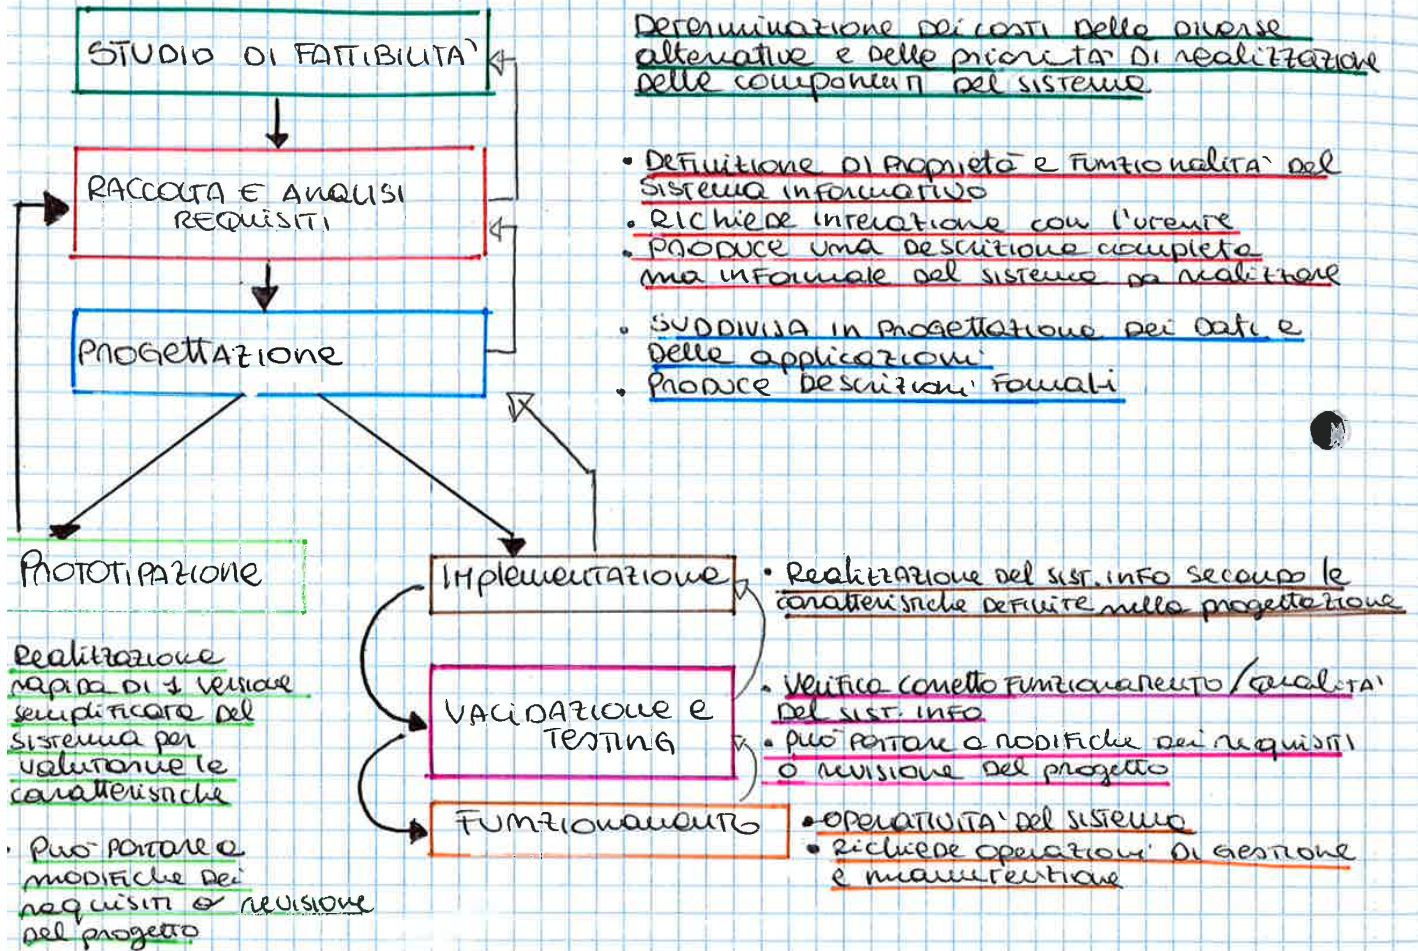 STUDIO DI FATTIBILITA'
Determinazione dei costi delle diverse
alternative e delle priorità di realizzazione
delle componenti del sistema
RACCOLTA E ANALISI
REQUISITI
• Definizione di proprietà e funzionalità del
sistema informativo
• Richiede interazione con l'utente
• Produce una descrizione completa
ma informale del sistema da realizzare
PROGETTAZIONE
• SUDDIVISA in progettazione dei dati e
delle applicazioni
• Produce descrizioni formali
PROTOTIPAZIONE
Realizzazione
rapida di 1 versione
semplificata del
sistema per
valutarne le
caratteristiche
• Può portare a
modifiche dei
requisiti o revisione
del progetto
IMPLEMENTAZIONE
• Realizzazione del sist. info secondo le
caratteristiche definite nella progettazione
VALIDAZIONE e
TESTING
• Verifica corretto funzionamento/qualità
del sist. info
• Può portare a modifiche dei requisiti
o revisione del progetto
FUNZIONAMENTO
• Operatività del sistema
• Richiede operazioni di gestione
e manutenzione